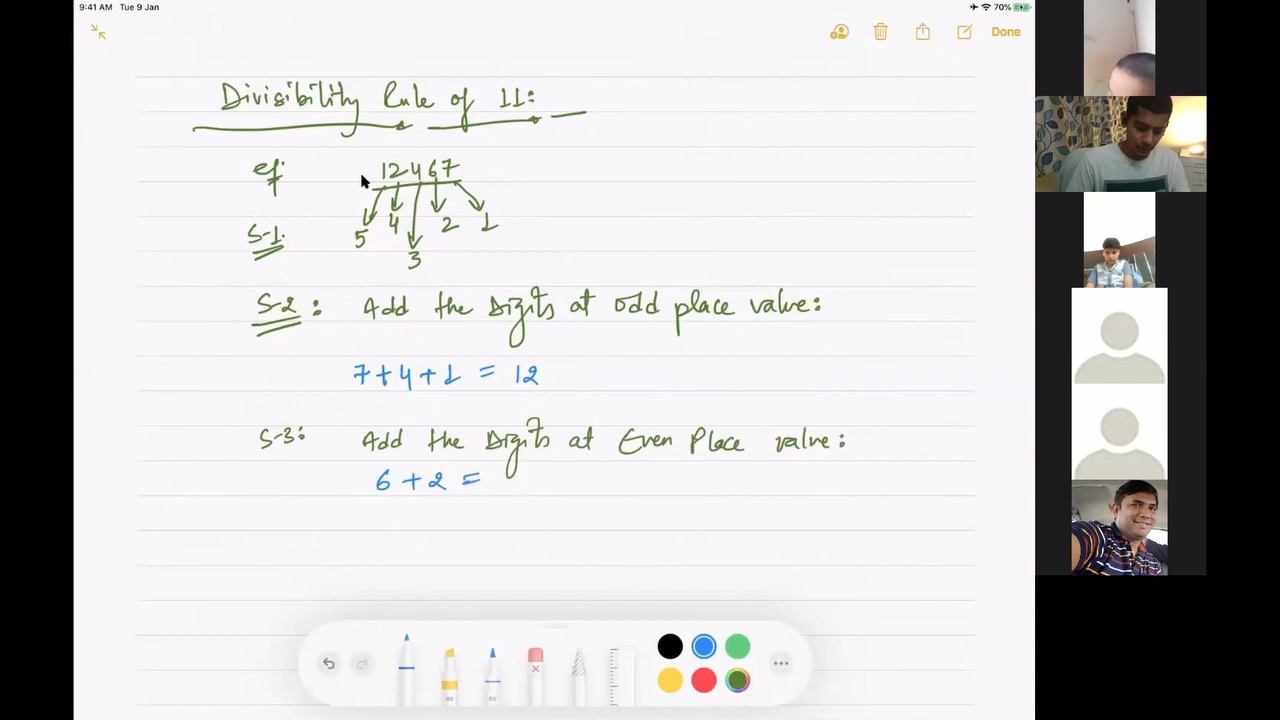 9:41 AM Tue 9 Jan
70%
Done
Divisibility Rule of 11:
eg. 12467
5 4 2 1
S-1.
3
S-2 : Add the Digits at odd place value:
7+4+1 = 12
S-3: Add the Digits at Even Place value:
6+2 =